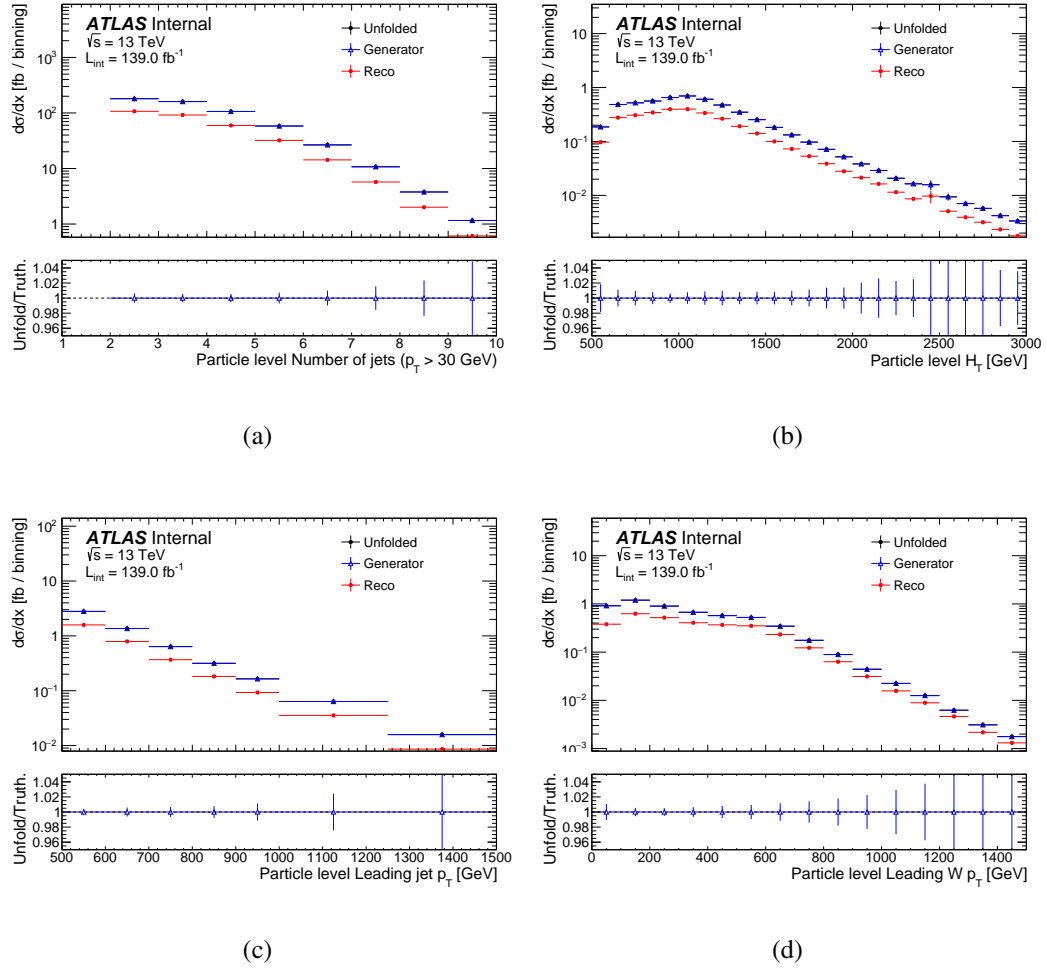 ATLAS Internal
√s = 13 TeV
L_int = 139.0 fb⁻¹
Unfolded
Generator
Reco
dσ/dx [fb / binning]
10³
10²
10
1
Unfold/Truth.
1.04
1.02
1
0.98
0.96
1 2 3 4 5 6 7 8 9 10
Particle level Number of jets (p_T > 30 GeV)
(a)
ATLAS Internal
√s = 13 TeV
L_int = 139.0 fb⁻¹
Unfolded
Generator
Reco
dσ/dx [fb / binning]
10
1
10⁻¹
10⁻²
Unfold/Truth.
1.04
1.02
1
0.98
0.96
500 1000 1500 2000 2500 3000
Particle level H_T [GeV]
(b)
ATLAS Internal
√s = 13 TeV
L_int = 139.0 fb⁻¹
Unfolded
Generator
Reco
dσ/dx [fb / binning]
10²
10
1
10⁻¹
10⁻²
Unfold/Truth.
1.04
1.02
1
0.98
0.96
500 600 700 800 900 1000 1100 1200 1300 1400 1500
Particle level Leading jet p_T [GeV]
(c)
ATLAS Internal
√s = 13 TeV
L_int = 139.0 fb⁻¹
Unfolded
Generator
Reco
dσ/dx [fb / binning]
10
1
10⁻¹
10⁻²
10⁻³
Unfold/Truth.
1.04
1.02
1
0.98
0.96
0 200 400 600 800 1000 1200 1400
Particle level Leading W p_T [GeV]
(d)